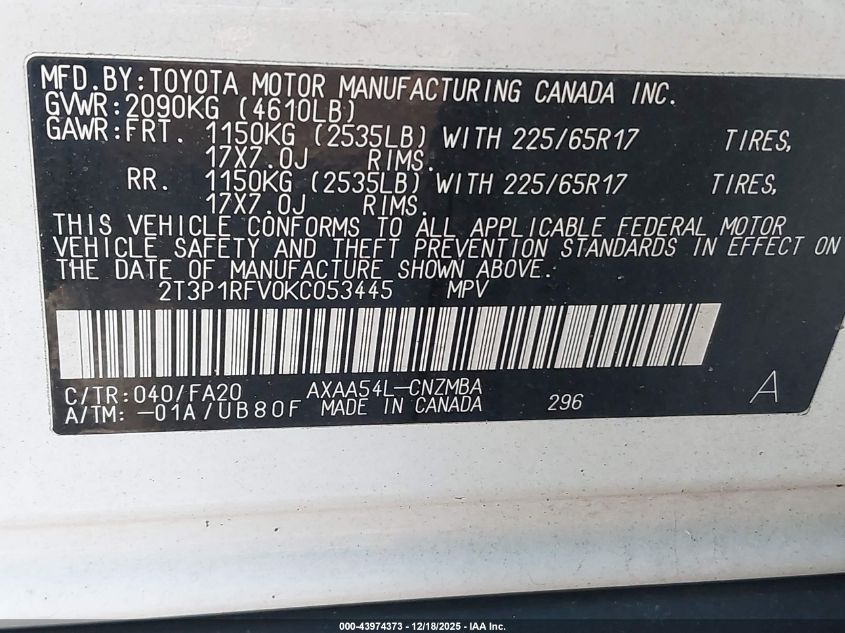 MFD.BY:TOYOTA MOTOR MANUFACTURING CANADA INC.
GVWR:2090KG (4610LB)
GAWR:FRT. 1150KG (2535LB) WITH 225/65R17 TIRES,
17X7.0J RIMS.
RR. 1150KG (2535LB) WITH 225/65R17 TIRES,
17X7.0J RIMS.
THIS VEHICLE CONFORMS TO ALL APPLICABLE FEDERAL MOTOR
VEHICLE SAFETY AND THEFT PREVENTION STANDARDS IN EFFECT ON
THE DATE OF MANUFACTURE SHOWN ABOVE.
2T3P1RFV0KC053445 MPV
C/TR:040/FA20 AXAA54L-CNZMBA A
A/TM:-01A/UB80F MADE IN CANADA 296
000-43974373 - 12/18/2025 - IAA Inc.